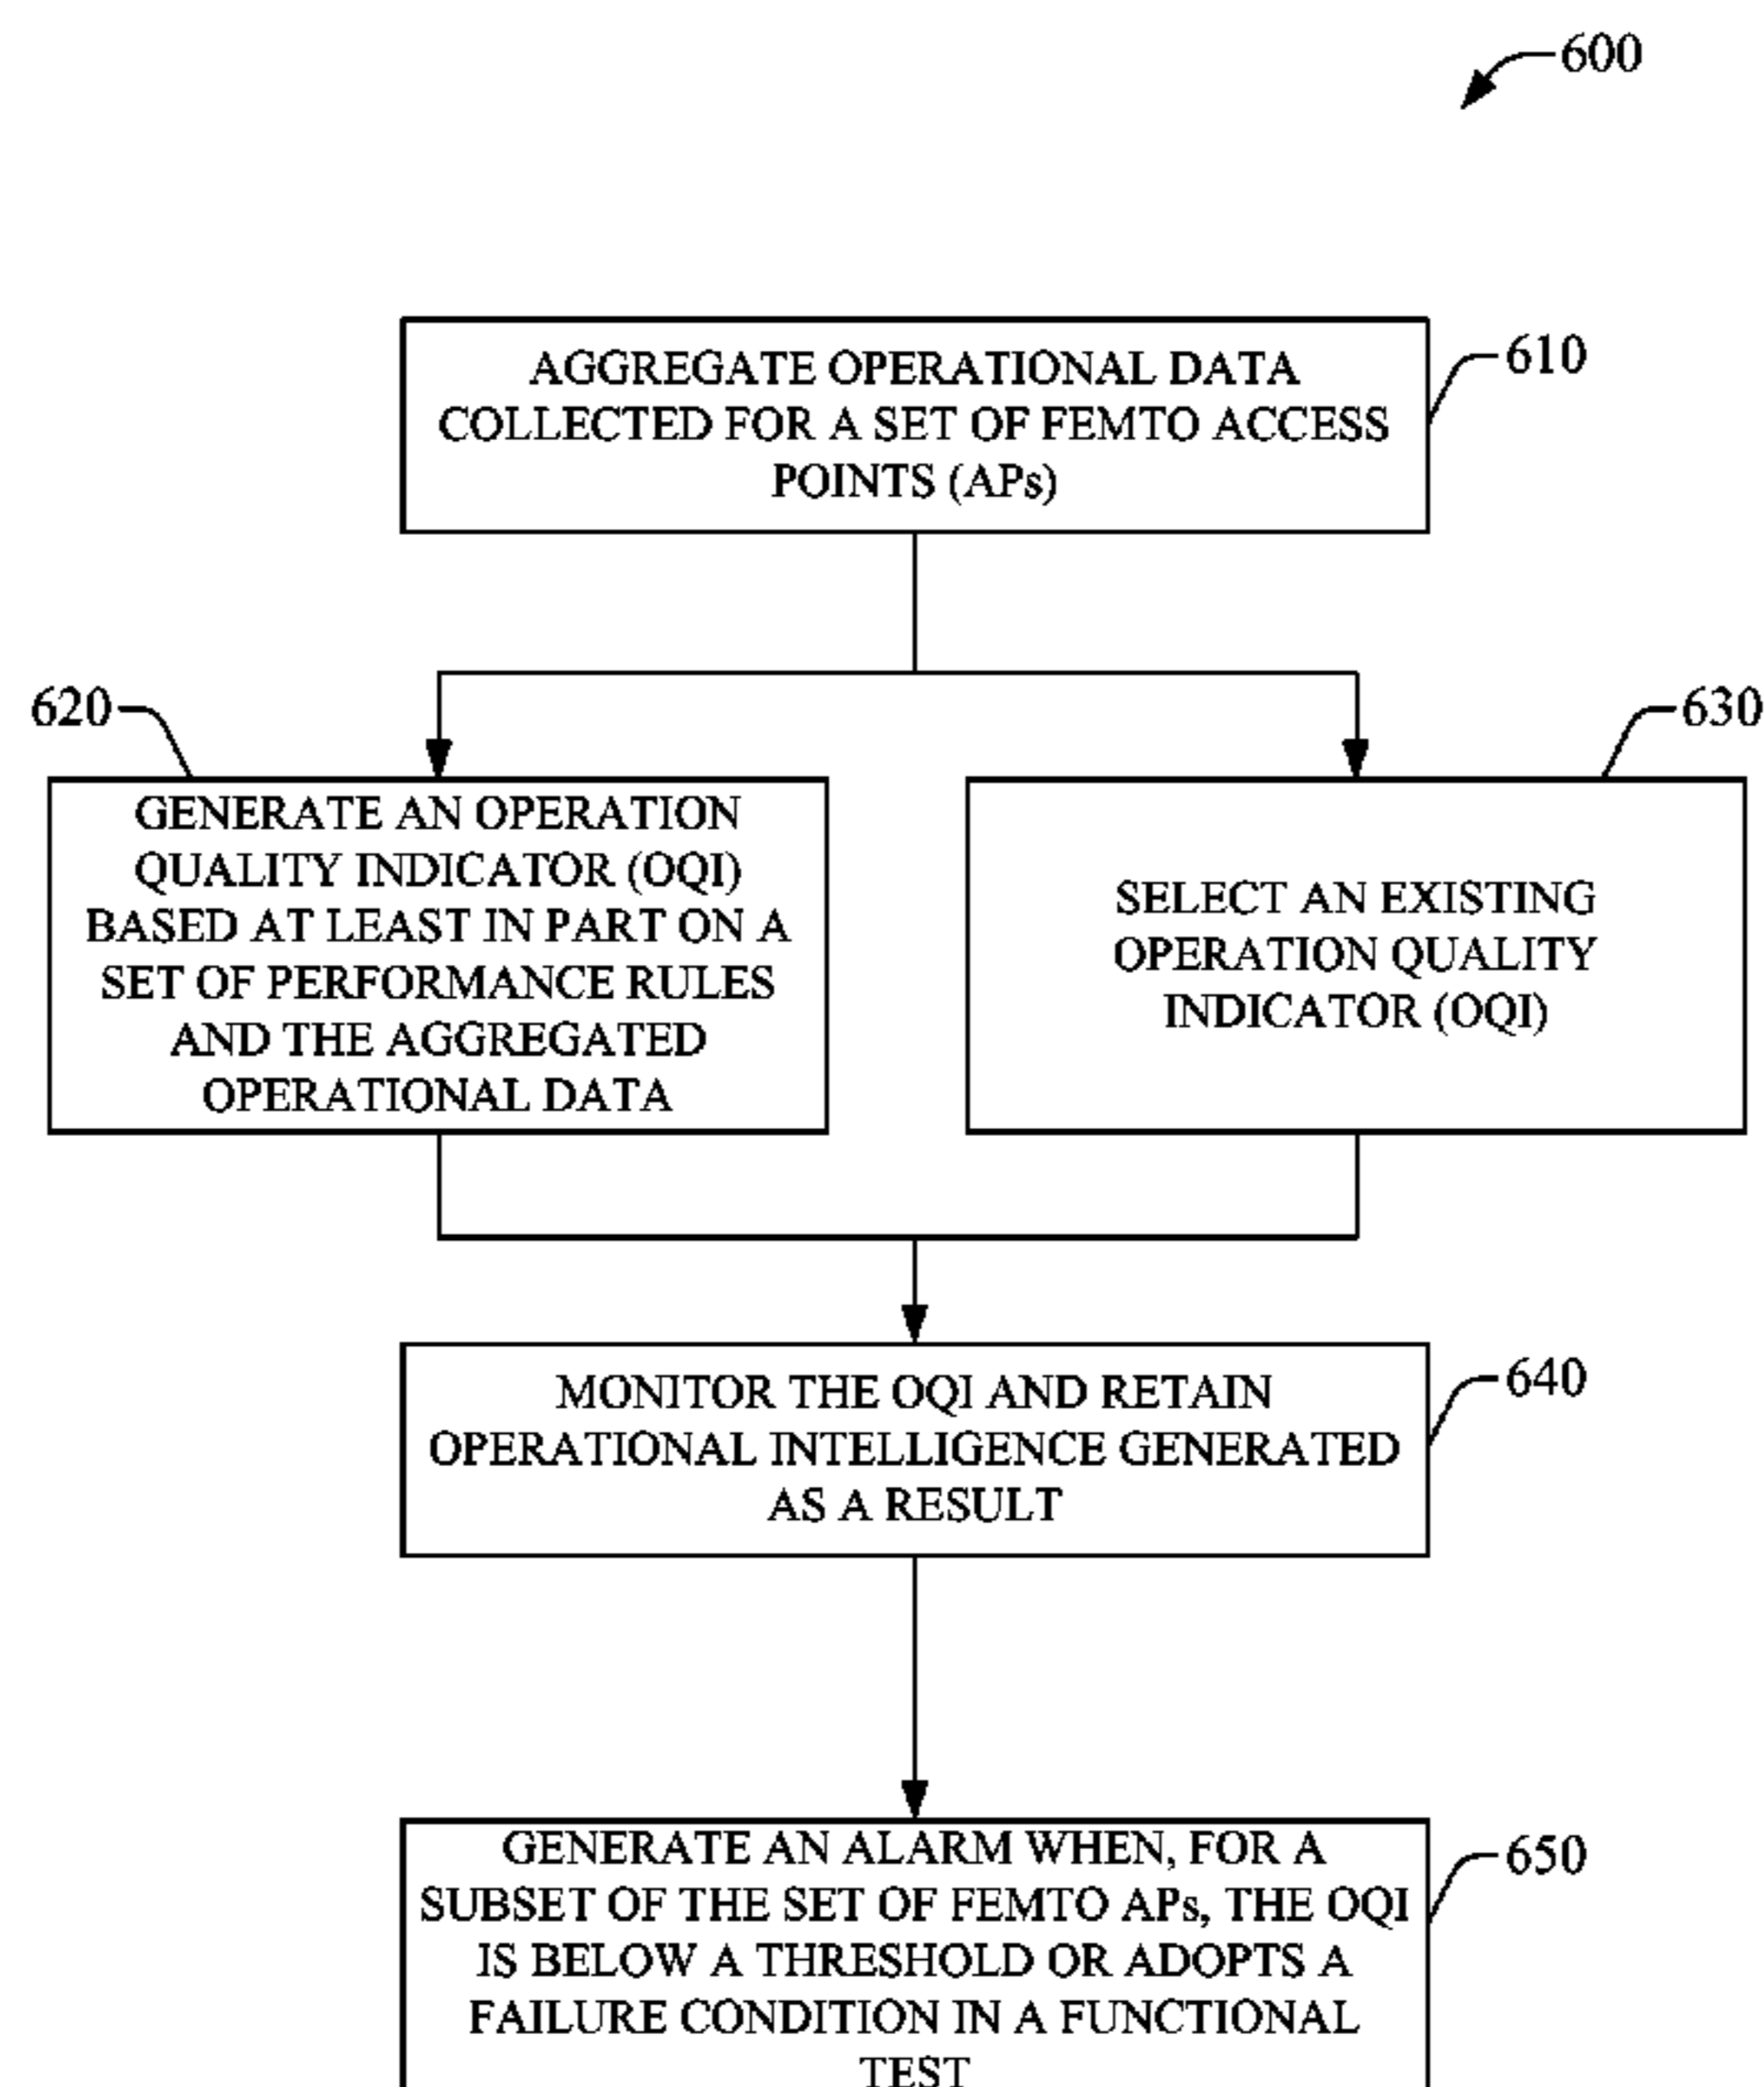 600
AGGREGATE OPERATIONAL DATA
COLLECTED FOR A SET OF FEMTO ACCESS
POINTS (APs)
610
620
GENERATE AN OPERATION
QUALITY INDICATOR (OQI)
BASED AT LEAST IN PART ON A
SET OF PERFORMANCE RULES
AND THE AGGREGATED
OPERATIONAL DATA
630
SELECT AN EXISTING
OPERATION QUALITY
INDICATOR (OQI)
MONITOR THE OQI AND RETAIN
OPERATIONAL INTELLIGENCE GENERATED
AS A RESULT
640
GENERATE AN ALARM WHEN, FOR A
SUBSET OF THE SET OF FEMTO APs, THE OQI
IS BELOW A THRESHOLD OR ADOPTS A
FAILURE CONDITION IN A FUNCTIONAL
TEST
650